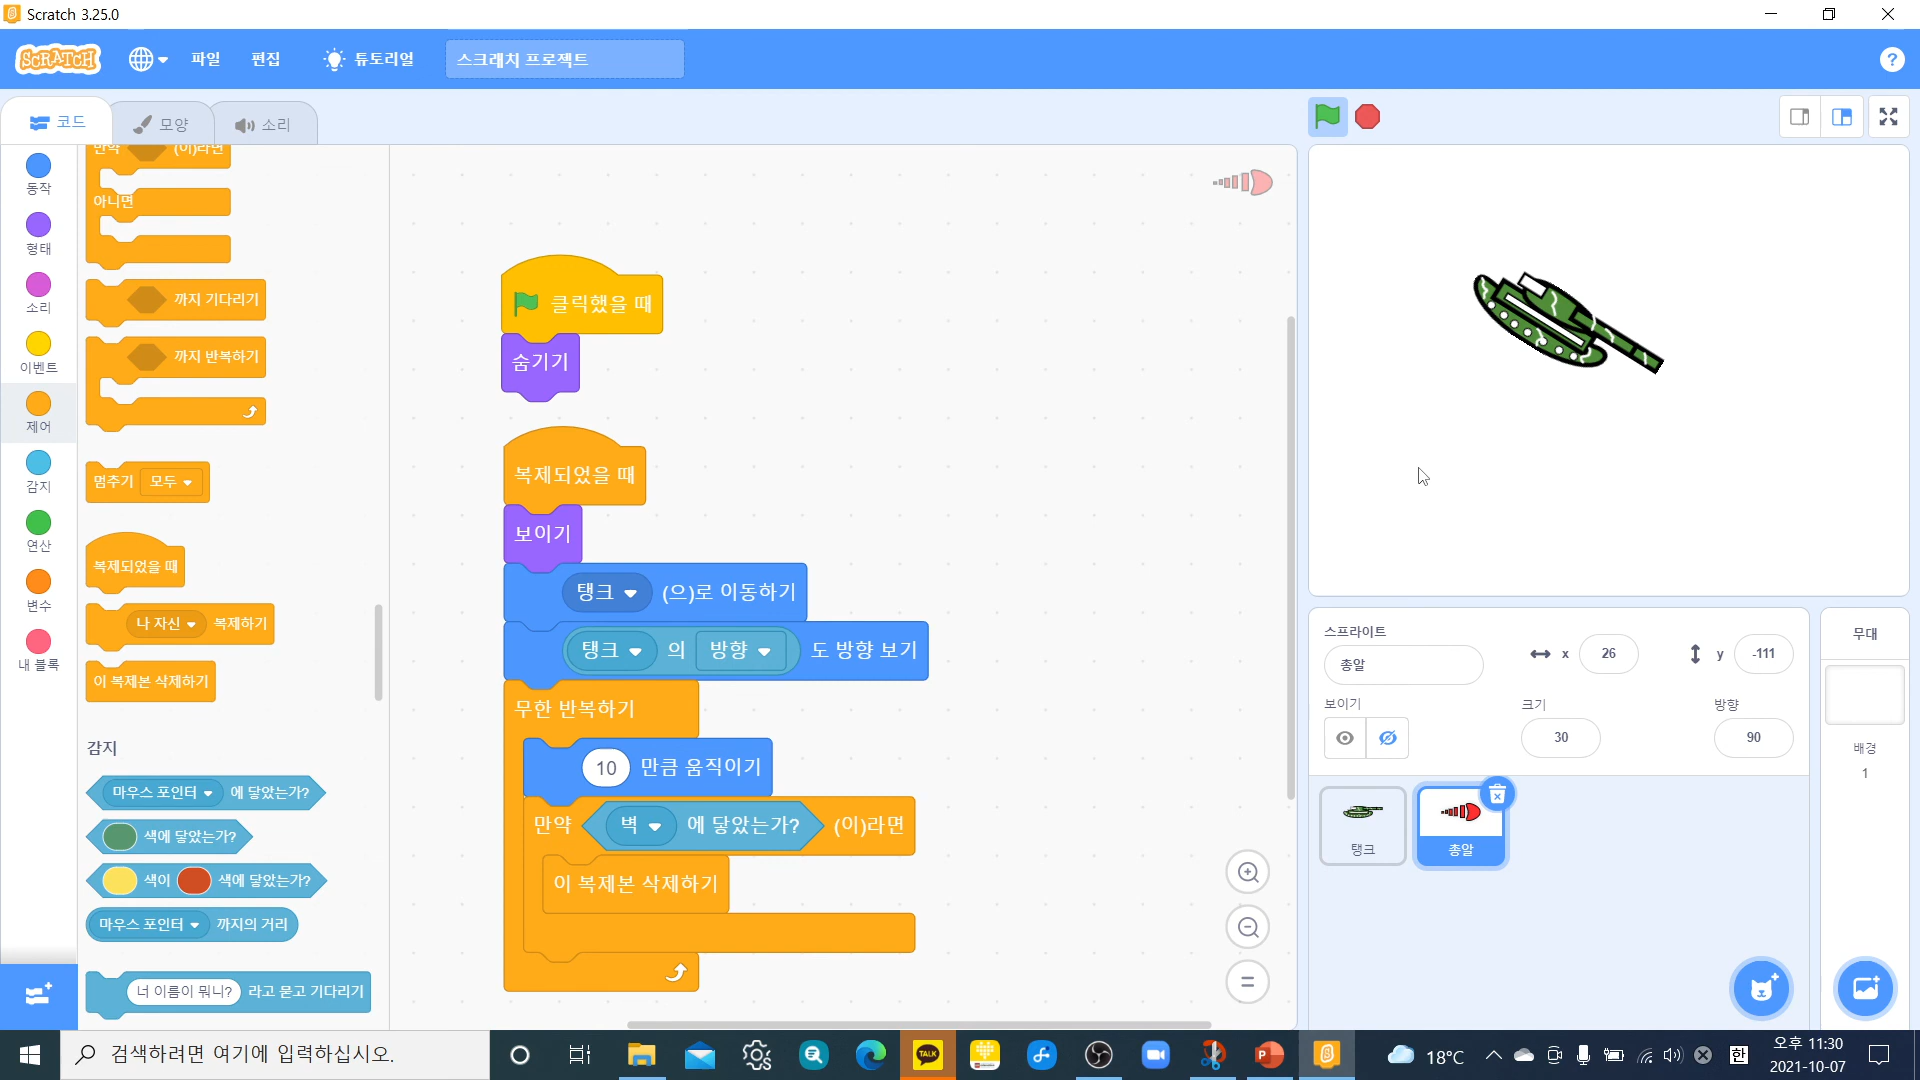 Scratch 3.25.0
SCRATCH
파일
편집
튜토리얼
스크래치 프로젝트
?
코드
모양
소리
동작
형태
소리
이벤트
제어
감지
연산
변수
내 블록
만약 (이)라면
아니면
까지 기다리기
까지 반복하기
멈추기 모두
복제되었을 때
나 자신 복제하기
이 복제본 삭제하기
감지
마우스 포인터 에 닿았는가?
색에 닿았는가?
색이 색에 닿았는가?
마우스 포인터 까지의 거리
너 이름이 뭐니? 라고 묻고 기다리기
클릭했을 때
숨기기
복제되었을 때
보이기
탱크 (으)로 이동하기
탱크 의 방향 도 방향 보기
무한 반복하기
10 만큼 움직이기
만약 벽 에 닿았는가? (이)라면
이 복제본 삭제하기
스프라이트
총알
x 26
y -111
보이기
크기
30
방향
90
탱크
총알
무대
배경
1
검색하려면 여기에 입력하십시오.
TALK
18°C
한
오후 11:30
2021-10-07